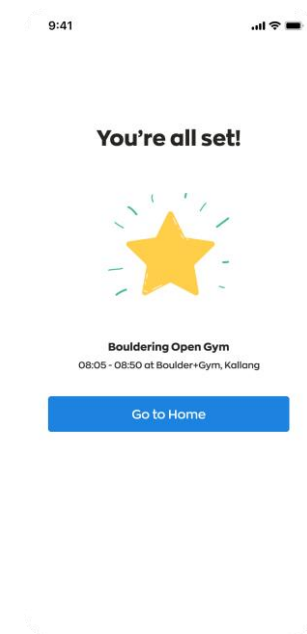 9:41
You're all set!
Bouldering Open Gym
08:05 - 08:50 at Boulder+Gym, Kallang
Go to Home